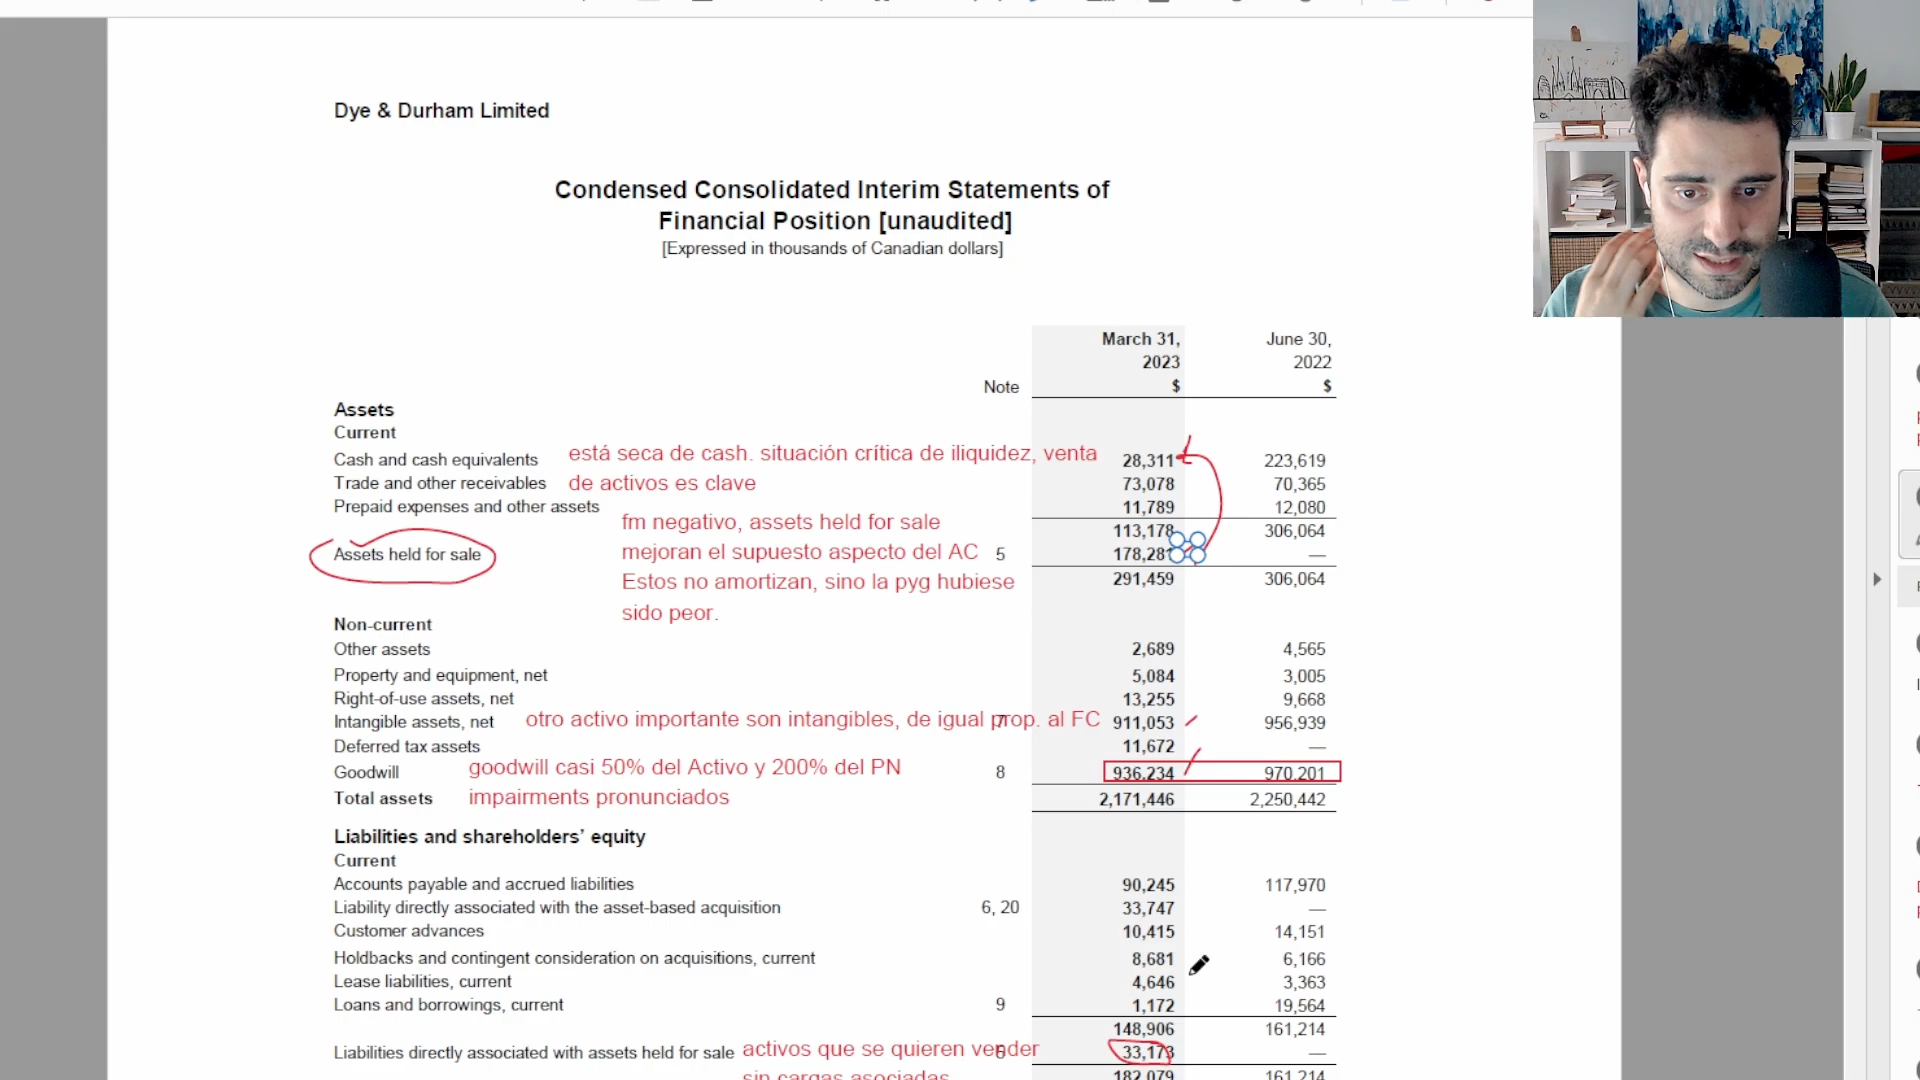 Dye & Durham Limited
Condensed Consolidated Interim Statements of
Financial Position [unaudited]
[Expressed in thousands of Canadian dollars]
March 31, June 30,
2023 2022
Note $ $
Assets
Current
Cash and cash equivalents está seca de cash. situación crítica de iliquidez, venta 28,311 223,619
Trade and other receivables de activos es clave 73,078 70,365
Prepaid expenses and other assets 11,789 12,080
fm negativo, assets held for sale 113,178 306,064
Assets held for sale mejoran el supuesto aspecto del AC 5 178,281 —
Estos no amortizan, sino la pyg hubiese 291,459 306,064
sido peor.
Non-current
Other assets 2,689 4,565
Property and equipment, net 5,084 3,005
Right-of-use assets, net 13,255 9,668
Intangible assets, net otro activo importante son intangibles, de igual prop. al FC 7 911,053 956,939
Deferred tax assets 11,672 —
Goodwill goodwill casi 50% del Activo y 200% del PN 8 936,234 970,201
Total assets impairments pronunciados 2,171,446 2,250,442
Liabilities and shareholders’ equity
Current
Accounts payable and accrued liabilities 90,245 117,970
Liability directly associated with the asset-based acquisition 6, 20 33,747 —
Customer advances 10,415 14,151
Holdbacks and contingent consideration on acquisitions, current 8,681 6,166
Lease liabilities, current 4,646 3,363
Loans and borrowings, current 9 1,172 19,564
148,906 161,214
Liabilities directly associated with assets held for sale activos que se quieren vender 33,173 —
sin cargas asociadas 182,079 161,214